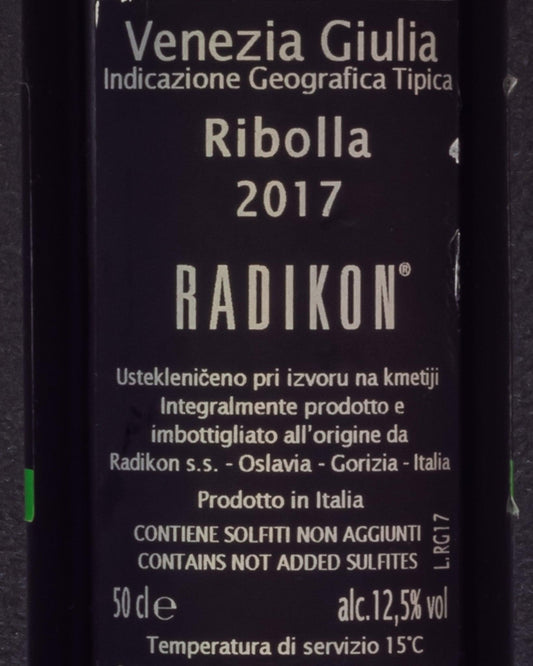 Venezia Giulia
Indicazione Geografica Tipica
Ribolla
2017
RADIKON®
Ustekleničeno pri izvoru na kmetiji
Integralmente prodotto e
imbottigliato all'origine da
Radikon s.s. - Oslavia - Gorizia - Italia
Prodotto in Italia
CONTIENE SOLFITI NON AGGIUNTI
CONTAINS NOT ADDED SULFITES
L.RG17
50 cl e
alc.12,5% vol
Temperatura di servizio 15°C